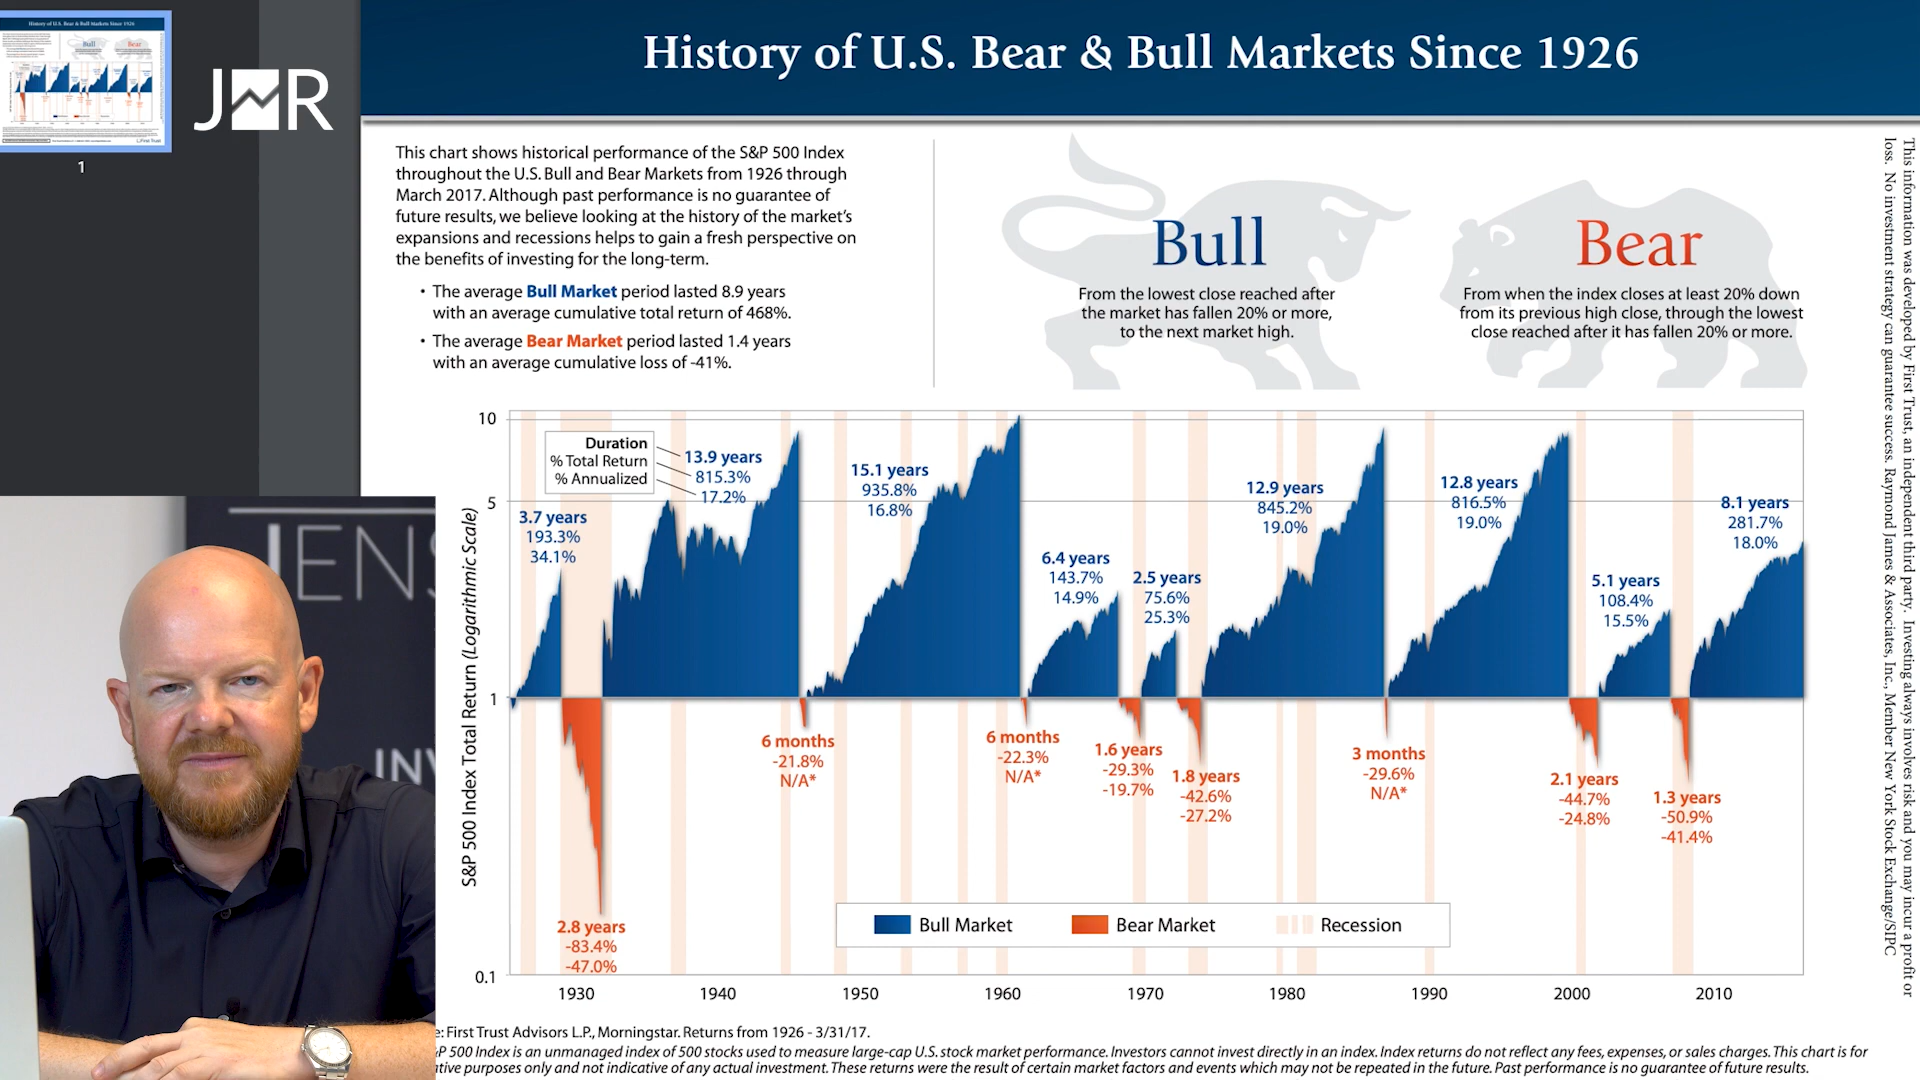 History of U.S. Bear & Bull Markets Since 1926
1
J R
This chart shows historical performance of the S&P 500 Index
throughout the U.S. Bull and Bear Markets from 1926 through
March 2017. Although past performance is no guarantee of
future results, we believe looking at the history of the market's
expansions and recessions helps to gain a fresh perspective on
the benefits of investing for the long-term.
• The average Bull Market period lasted 8.9 years
with an average cumulative total return of 468%.
• The average Bear Market period lasted 1.4 years
with an average cumulative loss of -41%.
Bull
From the lowest close reached after
the market has fallen 20% or more,
to the next market high.
Bear
From when the index closes at least 20% down
from its previous high close, through the lowest
close reached after it has fallen 20% or more.
This information was developed by First Trust, an independent third party. Investing always involves risk and you may incur a profit or
loss. No investment strategy can guarantee success. Raymond James & Associates, Inc., Member New York Stock Exchange/SIPC
S&P 500 Index Total Return (Logarithmic Scale)
10
5
1
0.1
Duration
% Total Return
% Annualized
3.7 years
193.3%
34.1%
13.9 years
815.3%
17.2%
15.1 years
935.8%
16.8%
6.4 years
143.7%
14.9%
2.5 years
75.6%
25.3%
12.9 years
845.2%
19.0%
12.8 years
816.5%
19.0%
5.1 years
108.4%
15.5%
8.1 years
281.7%
18.0%
2.8 years
-83.4%
-47.0%
6 months
-21.8%
N/A*
6 months
-22.3%
N/A*
1.6 years
-29.3%
-19.7%
1.8 years
-42.6%
-27.2%
3 months
-29.6%
N/A*
2.1 years
-44.7%
-24.8%
1.3 years
-50.9%
-41.4%
Bull Market
Bear Market
Recession
1930
1940
1950
1960
1970
1980
1990
2000
2010
JENS
INV
First Trust Advisors L.P., Morningstar. Returns from 1926 - 3/31/17.
P 500 Index is an unmanaged index of 500 stocks used to measure large-cap U.S. stock market performance. Investors cannot invest directly in an index. Index returns do not reflect any fees, expenses, or sales charges. This chart is for
tive purposes only and not indicative of any actual investment. These returns were the result of certain market factors and events which may not be repeated in the future. Past performance is no guarantee of future results.